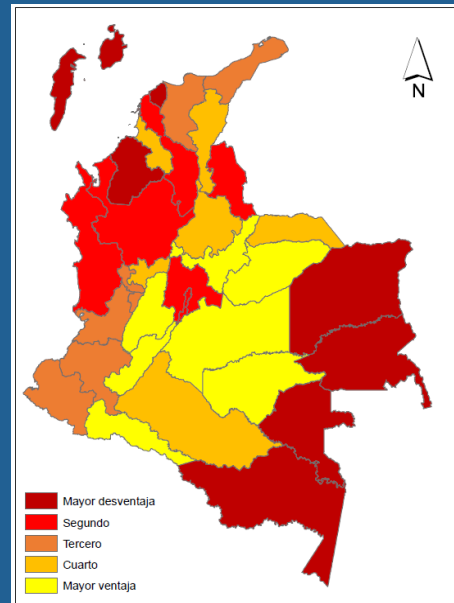 N
Mayor desventaja
Segundo
Tercero
Cuarto
Mayor ventaja